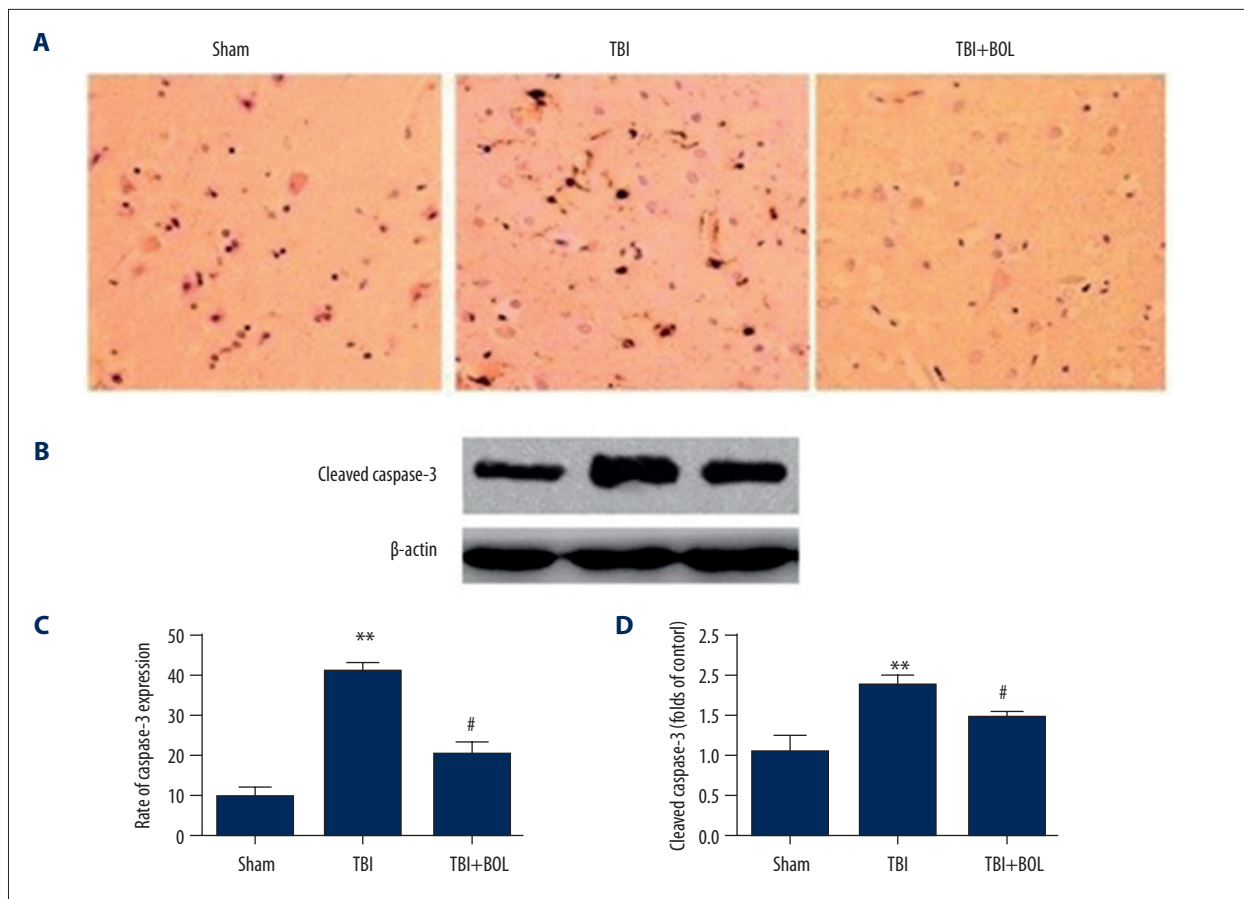 A
Sham
TBI
TBI+BOL
B
Cleaved caspase-3
β-actin
C
Rate of caspase-3 expression
50
40
30
20
10
0
**
#
Sham
TBI
TBI+BOL
D
Cleaved caspase-3 (folds of contorl)
2.5
2.5
1.5
1.0
0.5
0.0
**
#
Sham
TBI
TBI+BOL